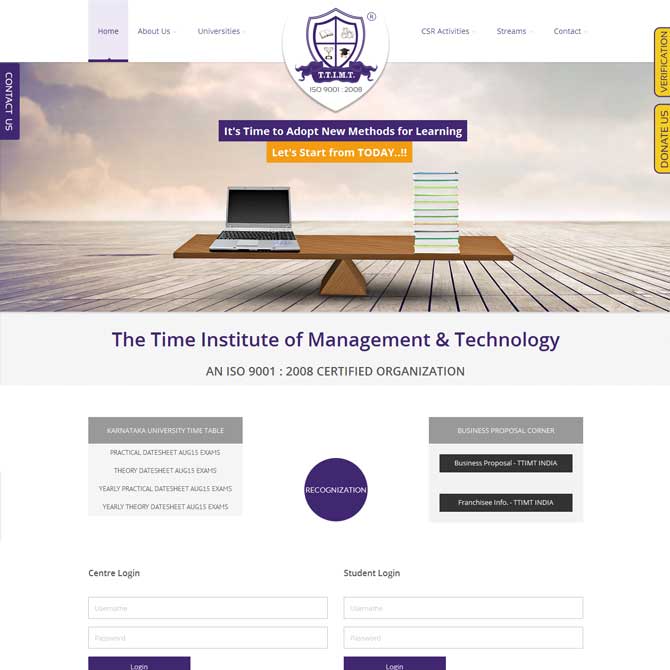 Home
About Us
Universities
CSR Activities
Streams
Contact
®
T.T.I.M.T.
ISO 9001 : 2008
CONTACT US
VERIFICATION
DONATE US
It's Time to Adopt New Methods for Learning
Let's Start from TODAY..!!
The Time Institute of Management & Technology
AN ISO 9001 : 2008 CERTIFIED ORGANIZATION
KARNATAKA UNIVERSITY TIME TABLE
PRACTICAL DATESHEET AUG15 EXAMS
THEORY DATESHEET AUG15 EXAMS
YEARLY PRACTICAL DATESHEET AUG15 EXAMS
YEARLY THEORY DATESHEET AUG15 EXAMS
RECOGNIZATION
BUSINESS PROPOSAL CORNER
Business Proposal - TTIMT INDIA
Franchisee Info. - TTIMT INDIA
Centre Login
Username
Password
Login
Student Login
Username
Password
Login